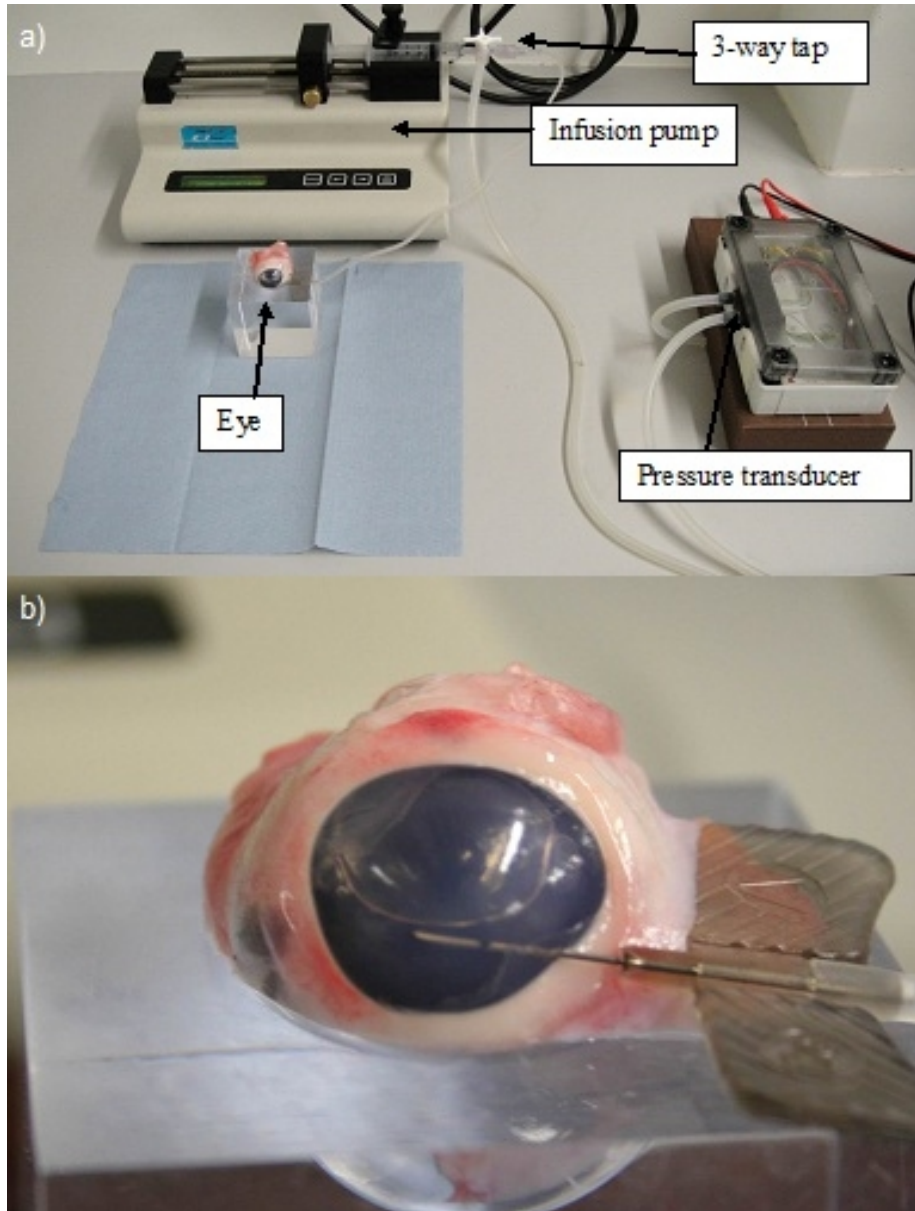 a)
3-way tap
Infusion pump
Eye
Pressure transducer
b)